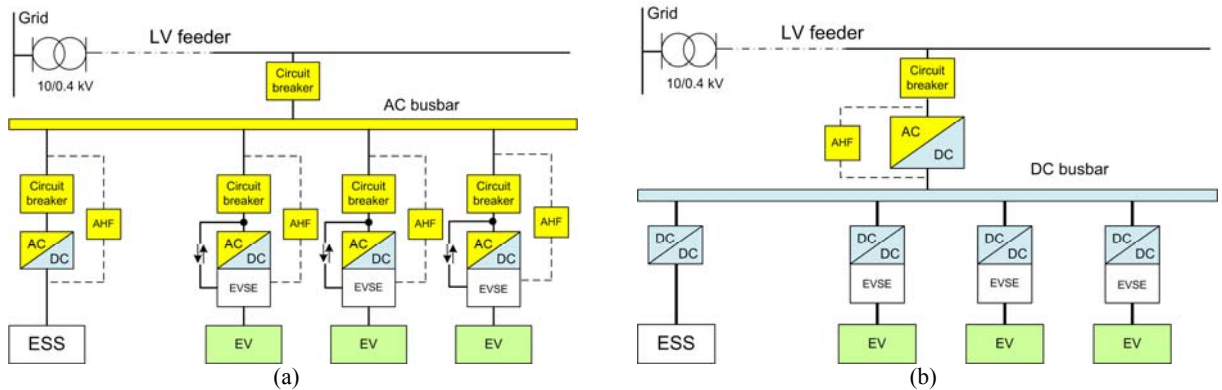 Grid
LV feeder
10/0.4 kV
Circuit
breaker
AC busbar
Circuit
breaker
Circuit
breaker
Circuit
breaker
Circuit
breaker
AHF
AHF
AHF
AHF
AC
DC
AC
DC
AC
DC
AC
DC
EVSE
EVSE
EVSE
ESS
EV
EV
EV
(a)
Grid
LV feeder
10/0.4 kV
Circuit
breaker
AHF
AC
DC
DC busbar
DC
DC
DC
DC
DC
DC
DC
DC
EVSE
EVSE
EVSE
ESS
EV
EV
EV
(b)